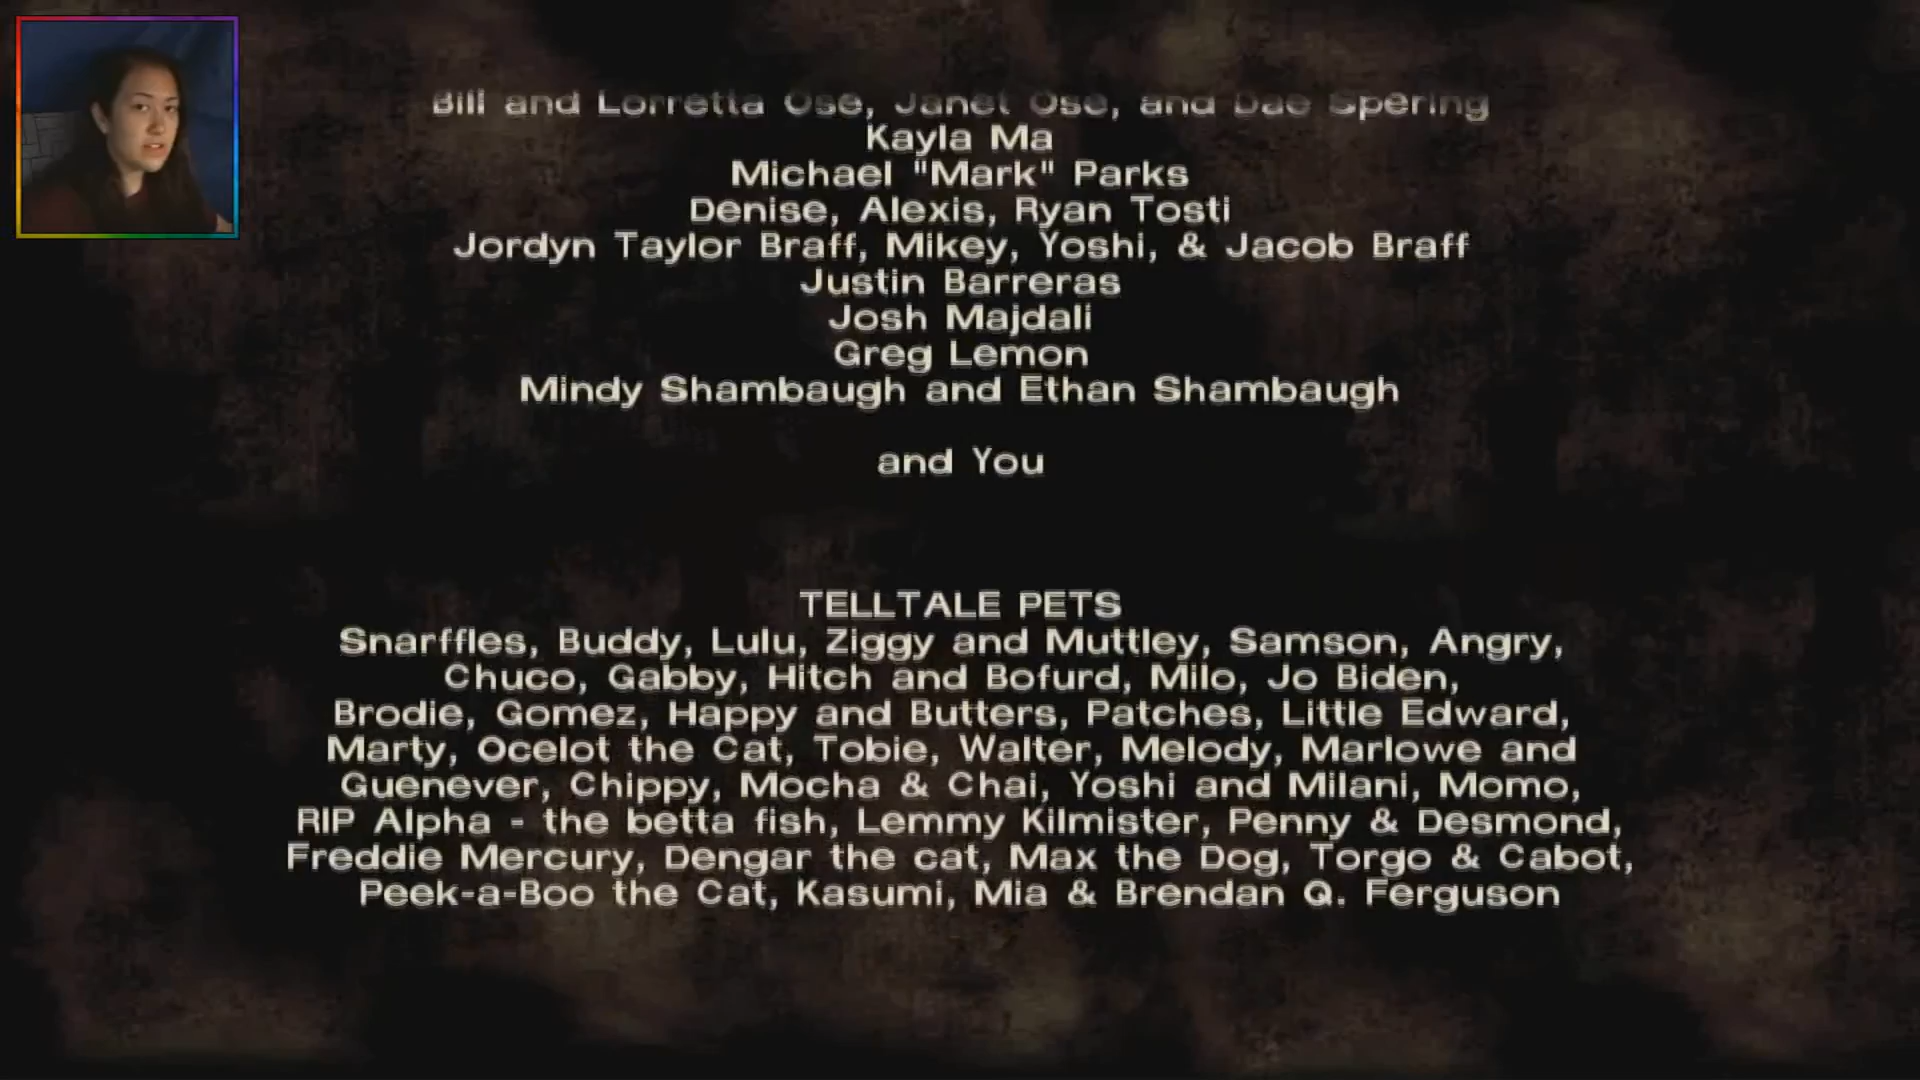 Bill and Lorretta Ose, Janet Ose, and Dae Spering
Kayla Ma
Michael "Mark" Parks
Denise, Alexis, Ryan Tosti
Jordyn Taylor Braff, Mikey, Yoshi, & Jacob Braff
Justin Barreras
Josh Majdali
Greg Lemon
Mindy Shambaugh and Ethan Shambaugh
and You
TELLTALE PETS
Snarffles, Buddy, Lulu, Ziggy and Muttley, Samson, Angry,
Chuco, Gabby, Hitch and Bofurd, Milo, Jo Biden,
Brodie, Gomez, Happy and Butters, Patches, Little Edward,
Marty, Ocelot the Cat, Tobie, Walter, Melody, Marlowe and
Guenever, Chippy, Mocha & Chai, Yoshi and Milani, Momo,
RIP Alpha - the betta fish, Lemmy Kilmister, Penny & Desmond,
Freddie Mercury, Dengar the cat, Max the Dog, Torgo & Cabot,
Peek-a-Boo the Cat, Kasumi, Mia & Brendan Q. Ferguson